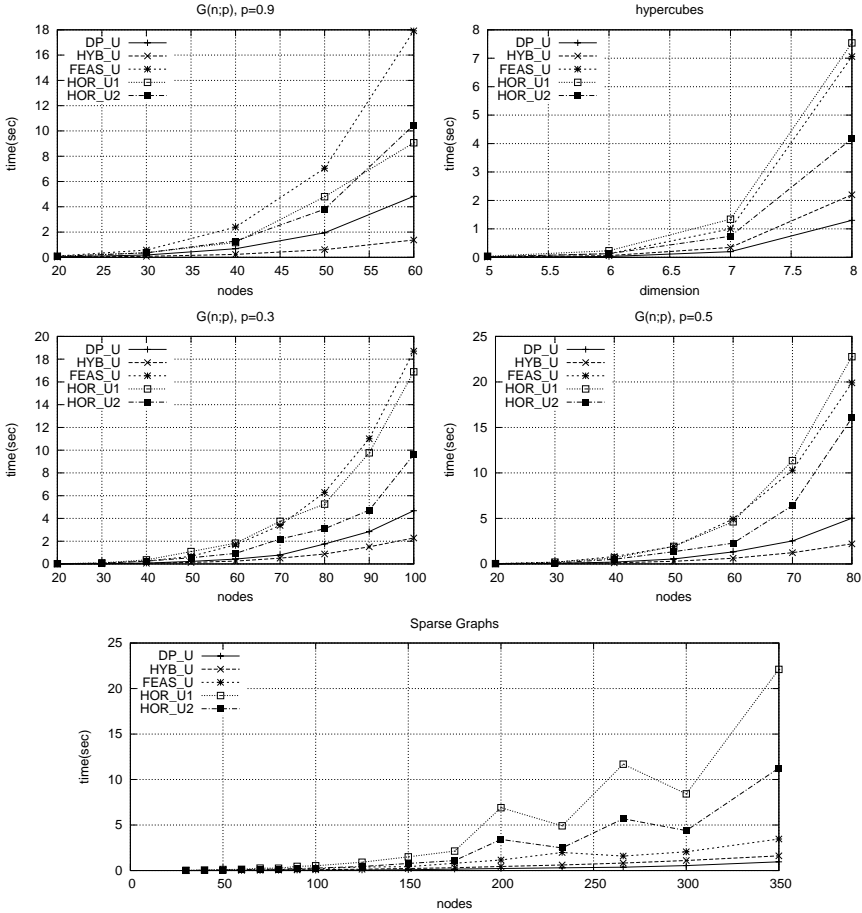 G(n;p), p=0.9
18
16
14
12
10
8
6
4
2
0
20 25 30 35 40 45 50 55 60
time(sec)
nodes
DP_U
HYB_U
FEAS_U
HOR_U1
HOR_U2
hypercubes
8
7
6
5
4
3
2
1
0
5 5.5 6 6.5 7 7.5 8
time(sec)
dimension
DP_U
HYB_U
FEAS_U
HOR_U1
HOR_U2
G(n;p), p=0.3
20
18
16
14
12
10
8
6
4
2
0
20 30 40 50 60 70 80 90 100
time(sec)
nodes
DP_U
HYB_U
FEAS_U
HOR_U1
HOR_U2
G(n;p), p=0.5
25
20
15
10
5
0
20 30 40 50 60 70 80
time(sec)
nodes
DP_U
HYB_U
FEAS_U
HOR_U1
HOR_U2
Sparse Graphs
25
20
15
10
5
0
0 50 100 150 200 250 300 350
time(sec)
nodes
DP_U
HYB_U
FEAS_U
HOR_U1
HOR_U2